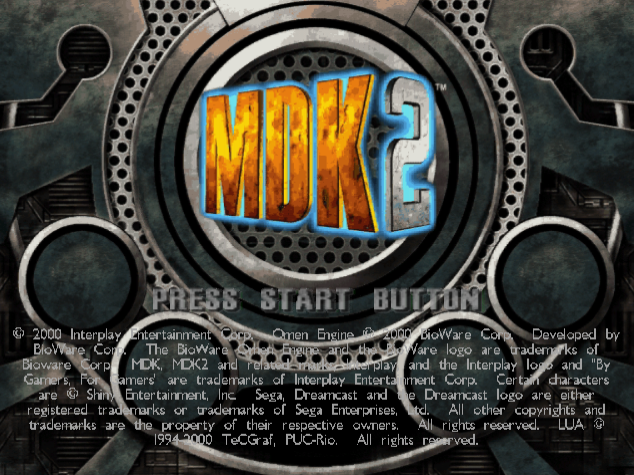 MDK2™
PRESS START BUTTON
© 2000 Interplay Entertainment Corp. Omen Engine © 2000 BioWare Corp. Developed by
BioWare Corp. The BioWare Omen Engine and the BioWare logo are trademarks of
Bioware Corp. MDK, MDK2 and related marks, Interplay and the Interplay logo and "By
Gamers, For Gamers" are trademarks of Interplay Entertainment Corp. Certain characters
are © Shiny Entertainment, Inc. Sega, Dreamcast and the Dreamcast logo are either
registered trademarks or trademarks of Sega Enterprises, Ltd. All other copyrights and
trademarks are the property of their respective owners. All rights reserved. LUA ©
1994-2000 TeCGraf, PUC-Rio. All rights reserved.